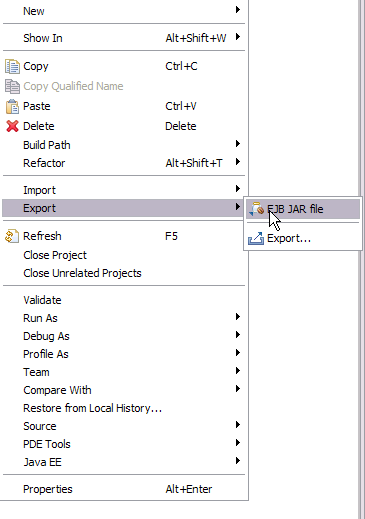 New
Show In Alt+Shift+W
Copy Ctrl+C
Copy Qualified Name
Paste Ctrl+V
Delete Delete
Build Path
Refactor Alt+Shift+T
Import
Export
EJB JAR file
Export...
Refresh F5
Close Project
Close Unrelated Projects
Validate
Run As
Debug As
Profile As
Team
Compare With
Restore from Local History...
Source
PDE Tools
Java EE
Properties Alt+Enter